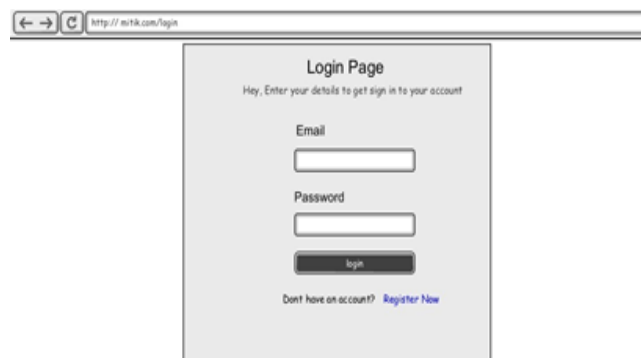 http:// mitik.com/login
Login Page
Hey, Enter your details to get sign in to your account
Email
Password
login
Dont have an account? Register Now